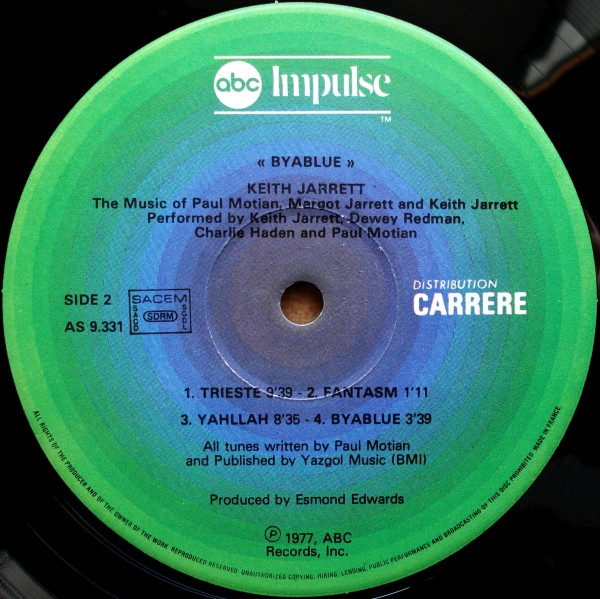 abc Impulse
TM
« BYABLUE »
KEITH JARRETT
The Music of Paul Motian, Margot Jarrett and Keith Jarrett
Performed by Keith Jarrett, Dewey Redman,
Charlie Haden and Paul Motian
DISTRIBUTION
CARRERE
SIDE 2
AS 9.331
SACEM
SACD
SDRM
SGDL
1. TRIESTE 9'39 - 2. FANTASM 1'11
3. YAHLLAH 8'35 - 4. BYABLUE 3'39
All tunes written by Paul Motian
and Published by Yazgol Music (BMI)
Produced by Esmond Edwards
Ⓟ 1977, ABC
Records, Inc.
ALL RIGHTS OF THE PRODUCER AND OF THE OWNER OF THE WORK REPRODUCED RESERVED. UNAUTHORIZED COPYING, HIRING, LENDING, PUBLIC PERFORMANCE AND BROADCASTING OF THIS DISC PROHIBITED. MADE IN FRANCE.